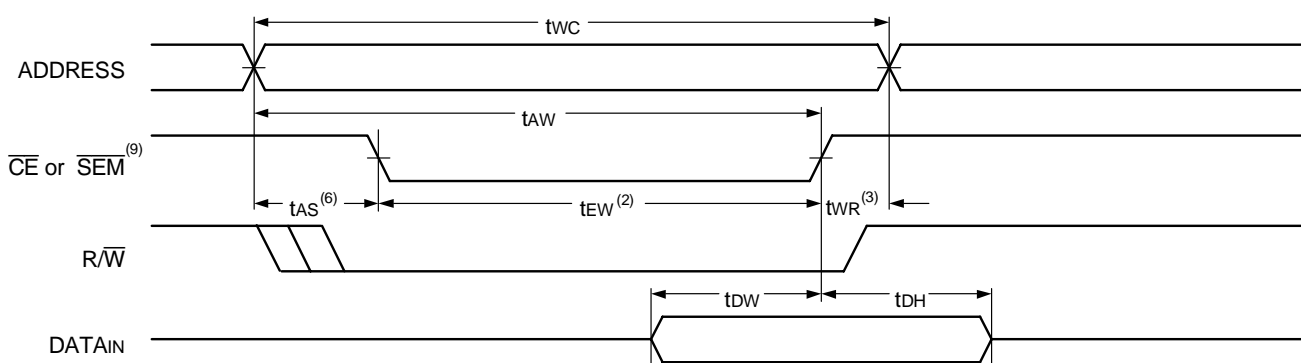 tWC
ADDRESS
tAW
CE or SEM(9)
tAS(6) tEW(2) tWR(3)
R/W
tDW tDH
DATAIN